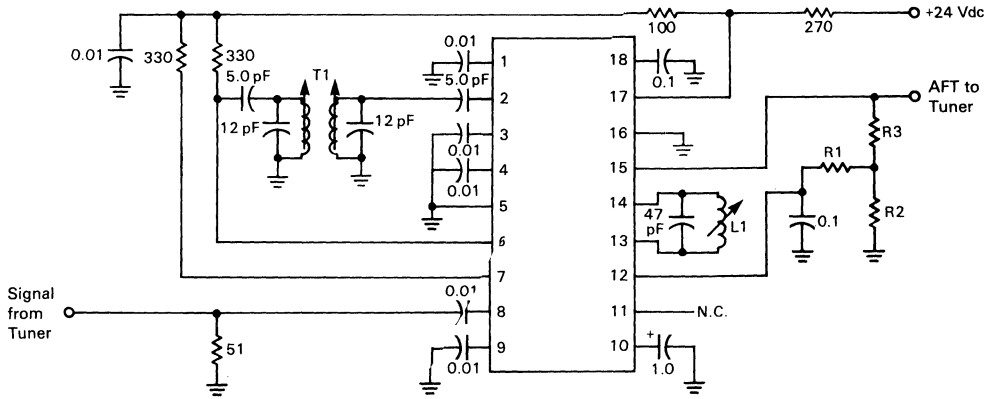 +24 Vdc
100
270
0.01
330
330
5.0 pF
T1
12 pF
12 pF
0.01
5.0 pF
0.01
0.01
1
2
3
4
5
6
7
8
9
18
17
16
15
14
13
12
11
10
0.1
AFT to
Tuner
R3
R1
R2
0.1
47
pF
L1
N.C.
+
1.0
Signal
from
Tuner
51
0.01
0.01